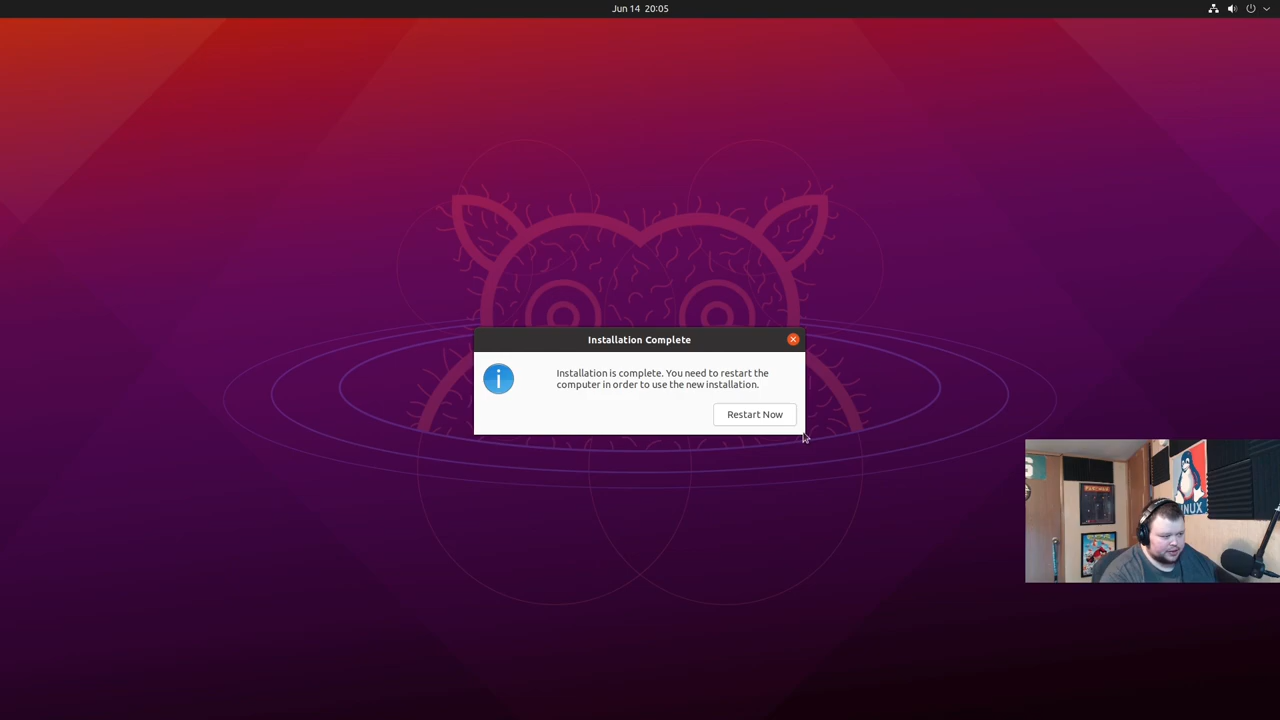 Jun 14 20:05
Installation Complete
Installation is complete. You need to restart the
computer in order to use the new installation.
Restart Now